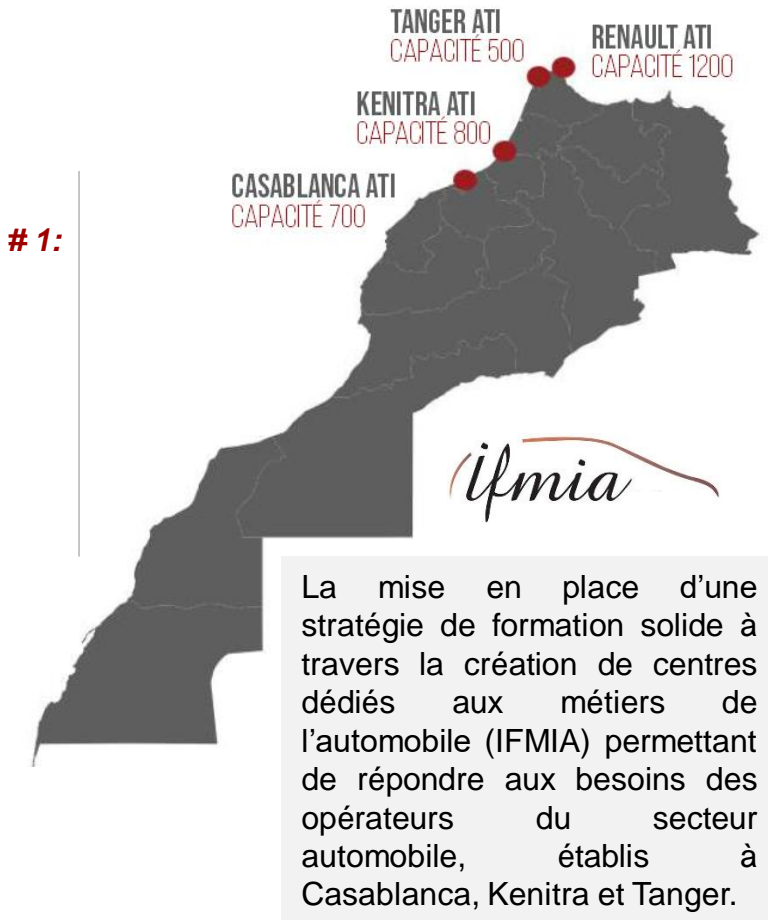 TANGER ATI
CAPACITÉ 500
RENAULT ATI
CAPACITÉ 1200
KENITRA ATI
CAPACITÉ 800
CASABLANCA ATI
CAPACITÉ 700
# 1:
ifmia
La mise en place d’une
stratégie de formation solide à
travers la création de centres
dédiés aux métiers de
l’automobile (IFMIA) permettant
de répondre aux besoins des
opérateurs du secteur
automobile, établis à
Casablanca, Kenitra et Tanger.